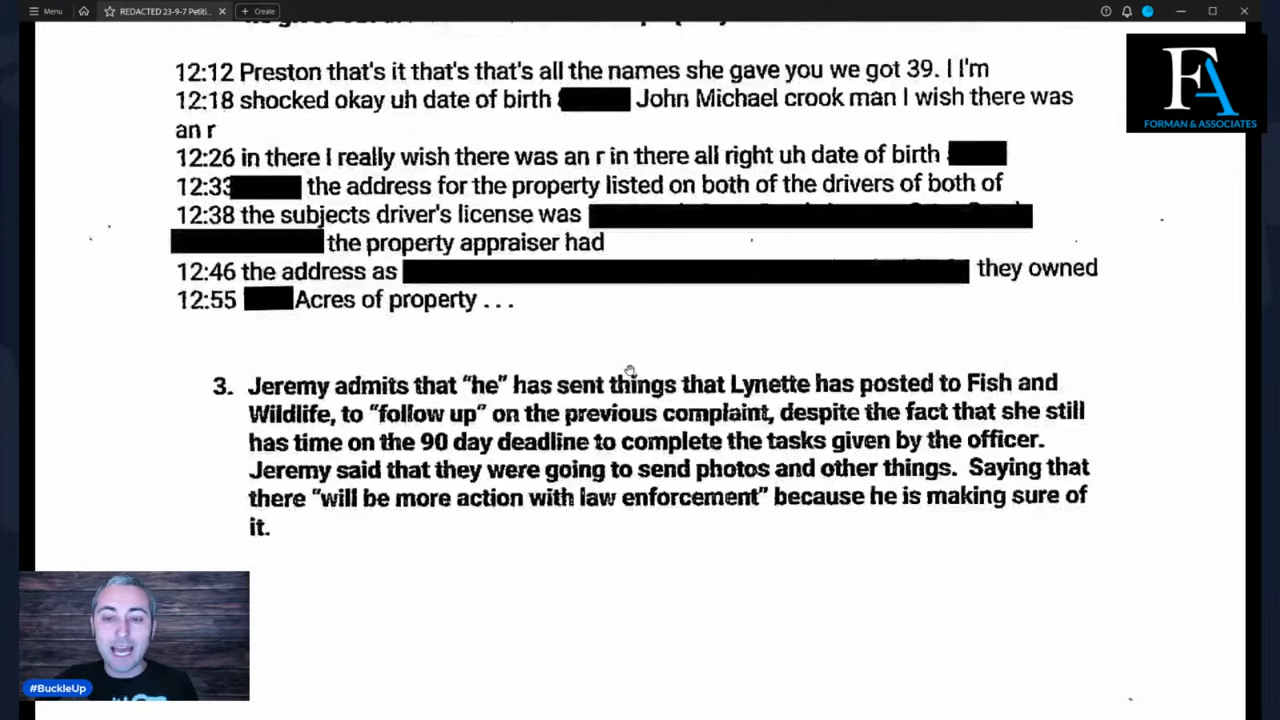 Menu
REDACTED 23-9-7 Petiti...
Create
12:12 Preston that's it that's that's all the names she gave you we got 39. I I'm
12:18 shocked okay uh date of birth John Michael crook man I wish there was
an r
12:26 in there I really wish there was an r in there all right uh date of birth
12:33 the address for the property listed on both of the drivers of both of
12:38 the subjects driver's license was
the property appraiser had
12:46 the address as they owned
12:55 Acres of property . . .
3. Jeremy admits that “he” has sent things that Lynette has posted to Fish and
Wildlife, to “follow up” on the previous complaint, despite the fact that she still
has time on the 90 day deadline to complete the tasks given by the officer.
Jeremy said that they were going to send photos and other things. Saying that
there “will be more action with law enforcement” because he is making sure of
it.
FA
FORMAN & ASSOCIATES
#BuckleUp